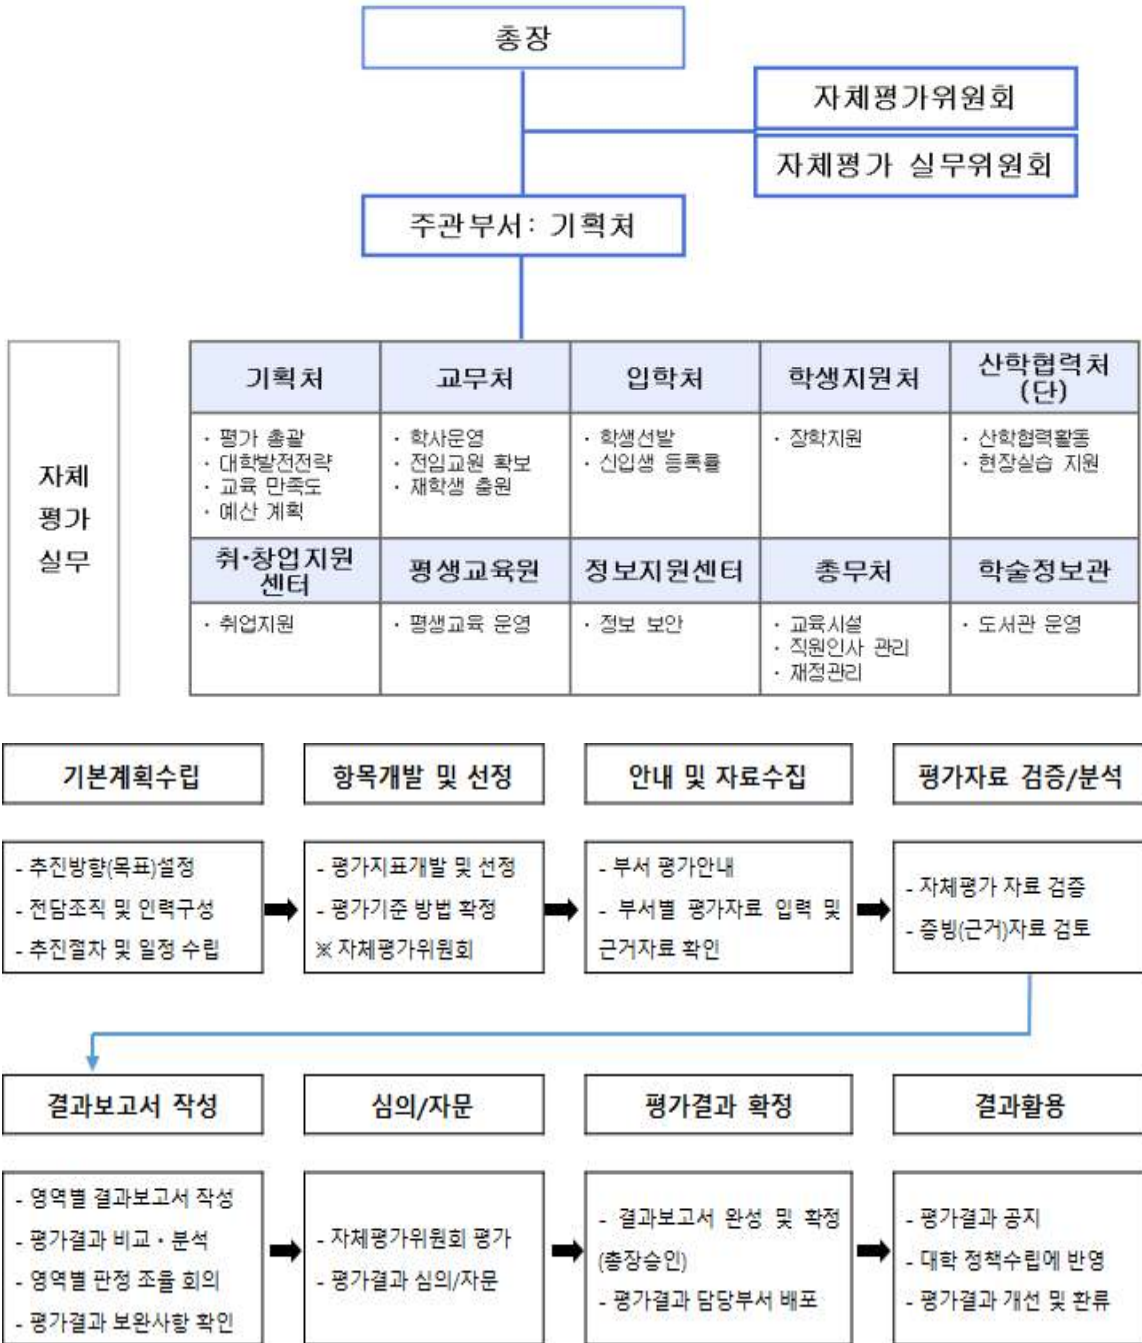 총장
자체평가위원회
자체평가 실무위원회
주관부서: 기획처
자체
평가
실무
기획처
교무처
입학처
학생지원처
산학협력처
(단)
· 평가 총괄
· 대학발전전략
· 교육 만족도
· 예산 계획
· 학사운영
· 전임교원 확보
· 재학생 충원
· 학생선발
· 신입생 등록률
· 장학지원
· 산학협력활동
· 현장실습 지원
취·창업지원
센터
평생교육원
정보지원센터
총무처
학술정보관
· 취업지원
· 평생교육 운영
· 정보 보안
· 교육시설
· 직원인사 관리
· 재정관리
· 도서관 운영
기본계획수립
항목개발 및 선정
안내 및 자료수집
평가자료 검증/분석
- 추진방향(목표)설정
- 전담조직 및 인력구성
- 추진절차 및 일정 수립
- 평가지표개발 및 선정
- 평가기준 방법 확정
※ 자체평가위원회
- 부서 평가안내
- 부서별 평가자료 입력 및
근거자료 확인
- 자체평가 자료 검증
- 증빙(근거)자료 검토
결과보고서 작성
심의/자문
평가결과 확정
결과활용
- 영역별 결과보고서 작성
- 평가결과 비교·분석
- 영역별 판정 조율 회의
- 평가결과 보완사항 확인
- 자체평가위원회 평가
- 평가결과 심의/자문
- 결과보고서 완성 및 확정
(총장승인)
- 평가결과 담당부서 배포
- 평가결과 공지
- 대학 정책수립에 반영
- 평가결과 개선 및 환류